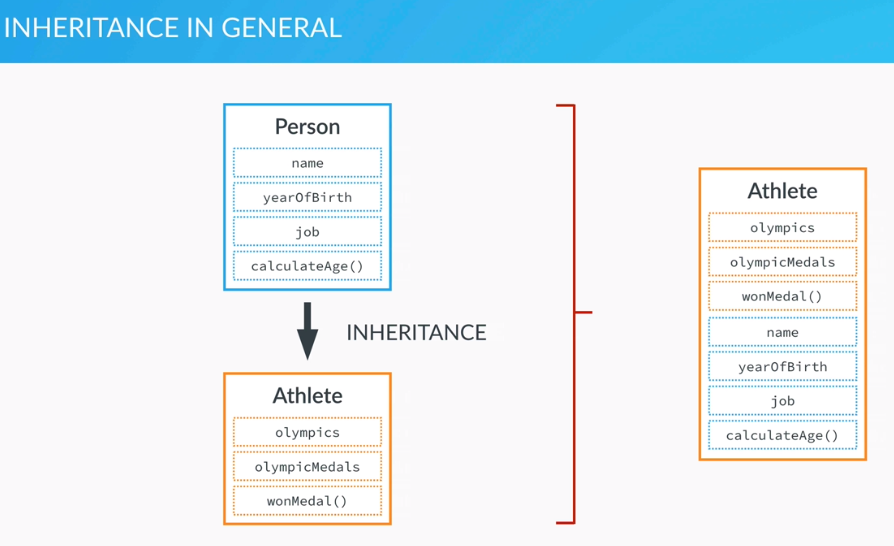 INHERITANCE IN GENERAL
Person
name
yearOfBirth
job
calculateAge()
INHERITANCE
Athlete
olympics
olympicMedals
wonMedal()
Athlete
olympics
olympicMedals
wonMedal()
name
yearOfBirth
job
calculateAge()